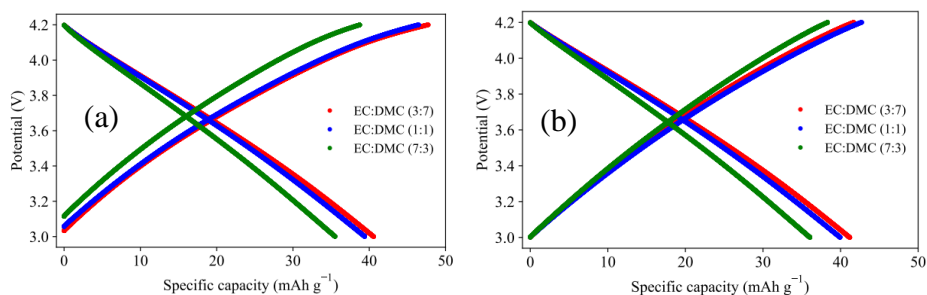 4.2
4.0
3.8
3.6
3.4
3.2
3.0
Potential (V)
(a)
EC:DMC (3:7)
EC:DMC (1:1)
EC:DMC (7:3)
0 10 20 30 40 50
Specific capacity (mAh g⁻¹)
4.2
4.0
3.8
3.6
3.4
3.2
3.0
Potential (V)
(b)
EC:DMC (3:7)
EC:DMC (1:1)
EC:DMC (7:3)
0 10 20 30 40 50
Specific capacity (mAh g⁻¹)